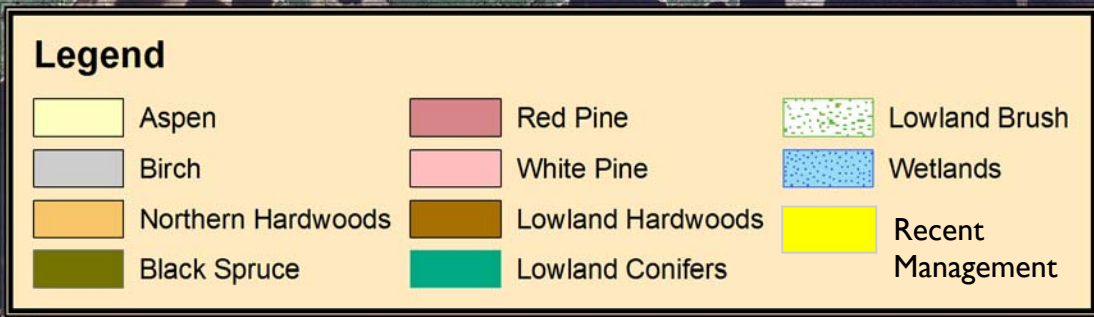 Legend
Aspen
Birch
Northern Hardwoods
Black Spruce
Red Pine
White Pine
Lowland Hardwoods
Lowland Conifers
Lowland Brush
Wetlands
Recent
Management